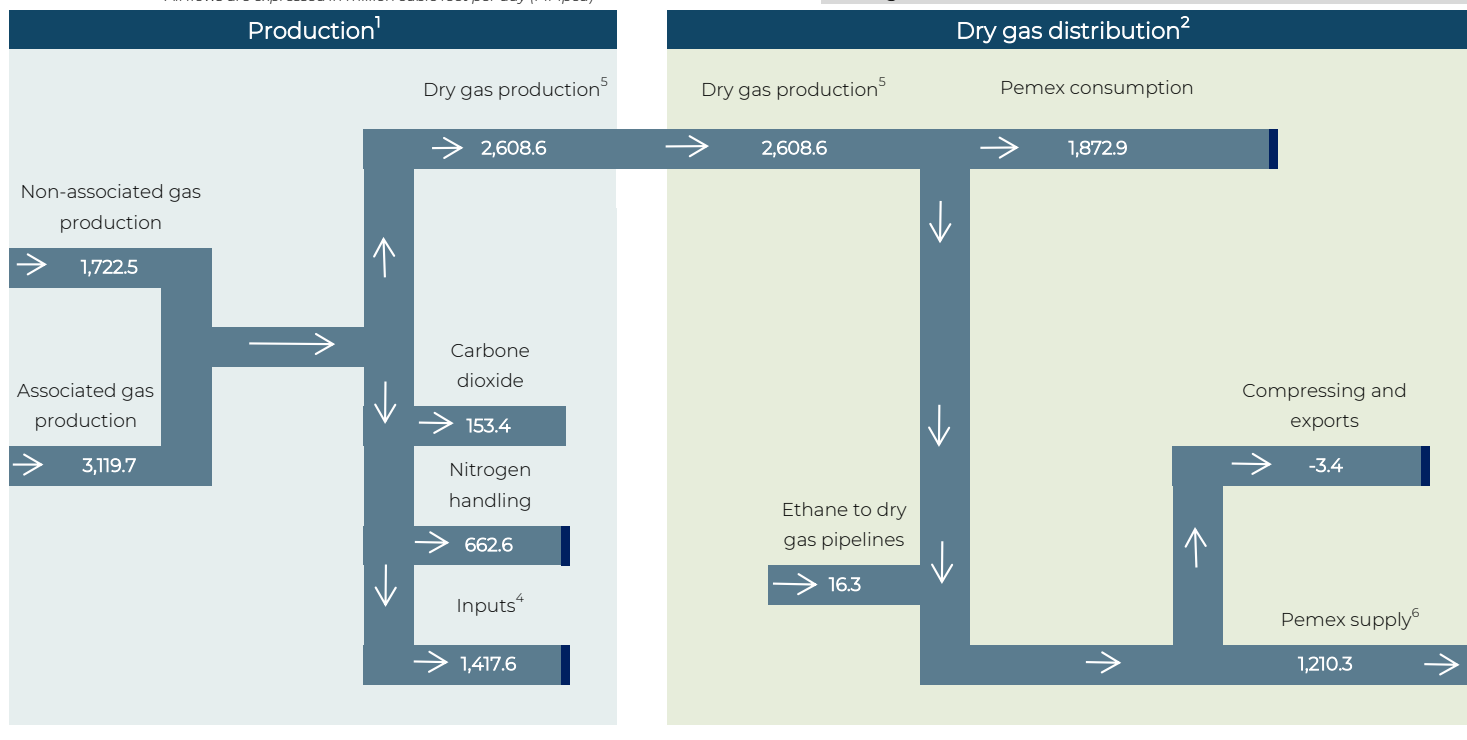 Production1
Dry gas distribution2
Dry gas production5
Dry gas production5
Pemex consumption
2,608.6
2,608.6
1,872.9
Non-associated gas
production
1,722.5
Carbone
dioxide
Associated gas
production
153.4
3,119.7
Nitrogen
handling
662.6
Inputs4
1,417.6
Compressing and
exports
-3.4
Ethane to dry
gas pipelines
16.3
Pemex supply6
1,210.3